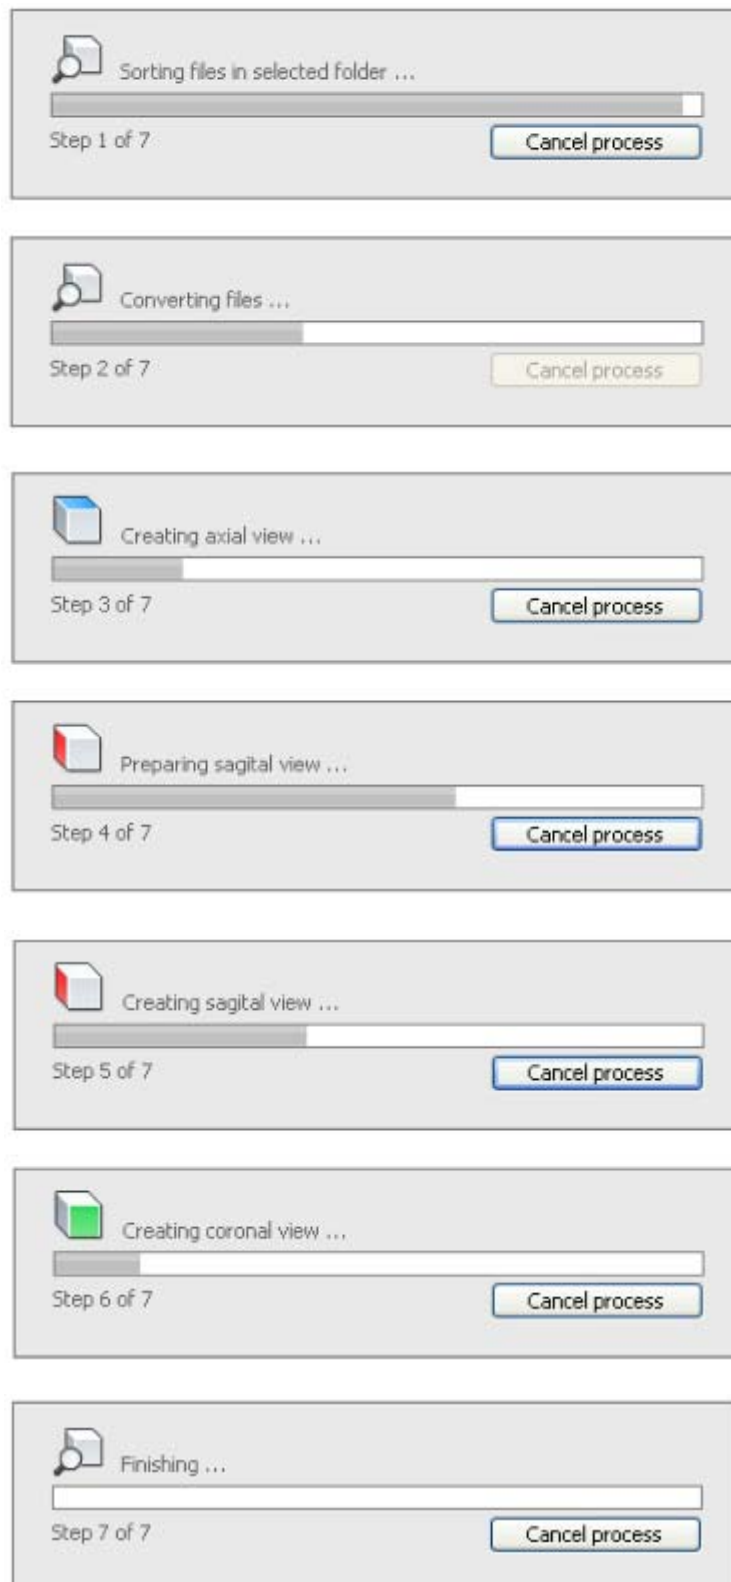 Sorting files in selected folder ...
Step 1 of 7
Cancel process
Converting files ...
Step 2 of 7
Cancel process
Creating axial view ...
Step 3 of 7
Cancel process
Preparing sagital view ...
Step 4 of 7
Cancel process
Creating sagital view ...
Step 5 of 7
Cancel process
Creating coronal view ...
Step 6 of 7
Cancel process
Finishing ...
Step 7 of 7
Cancel process